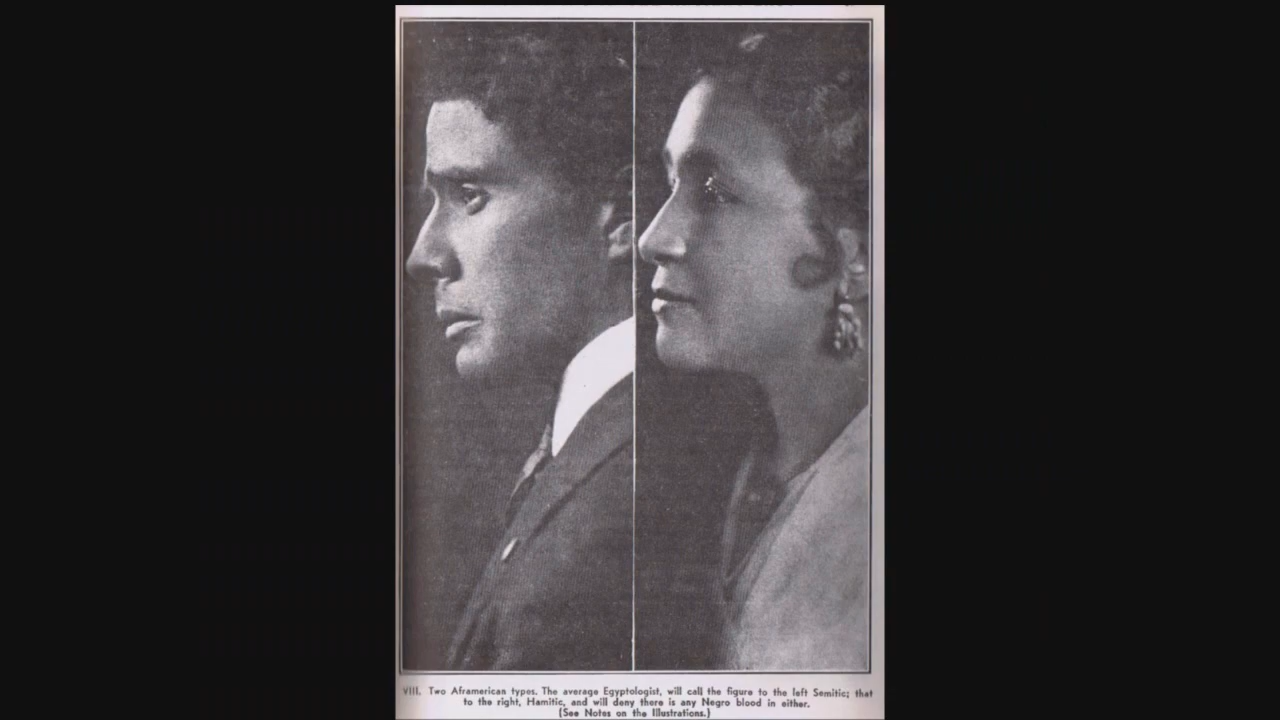 VIII. Two Aframerican types. The average Egyptologist, will call the figure to the left Semitic; that
to the right, Hamitic, and will deny there is any Negro blood in either.
(See Notes on the Illustrations.)